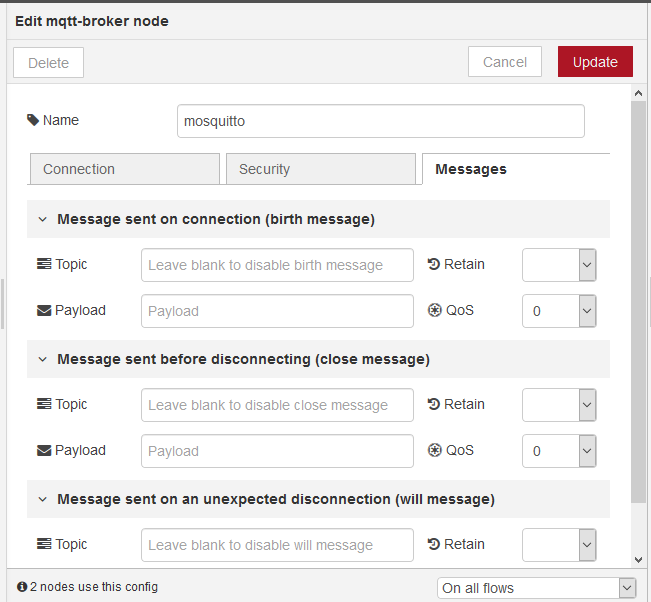 Edit mqtt-broker node
Delete Cancel Update
Name mosquitto
Connection Security Messages
Message sent on connection (birth message)
Topic Leave blank to disable birth message Retain
Payload Payload QoS 0
Message sent before disconnecting (close message)
Topic Leave blank to disable close message Retain
Payload Payload QoS 0
Message sent on an unexpected disconnection (will message)
Topic Leave blank to disable will message Retain
2 nodes use this config On all flows